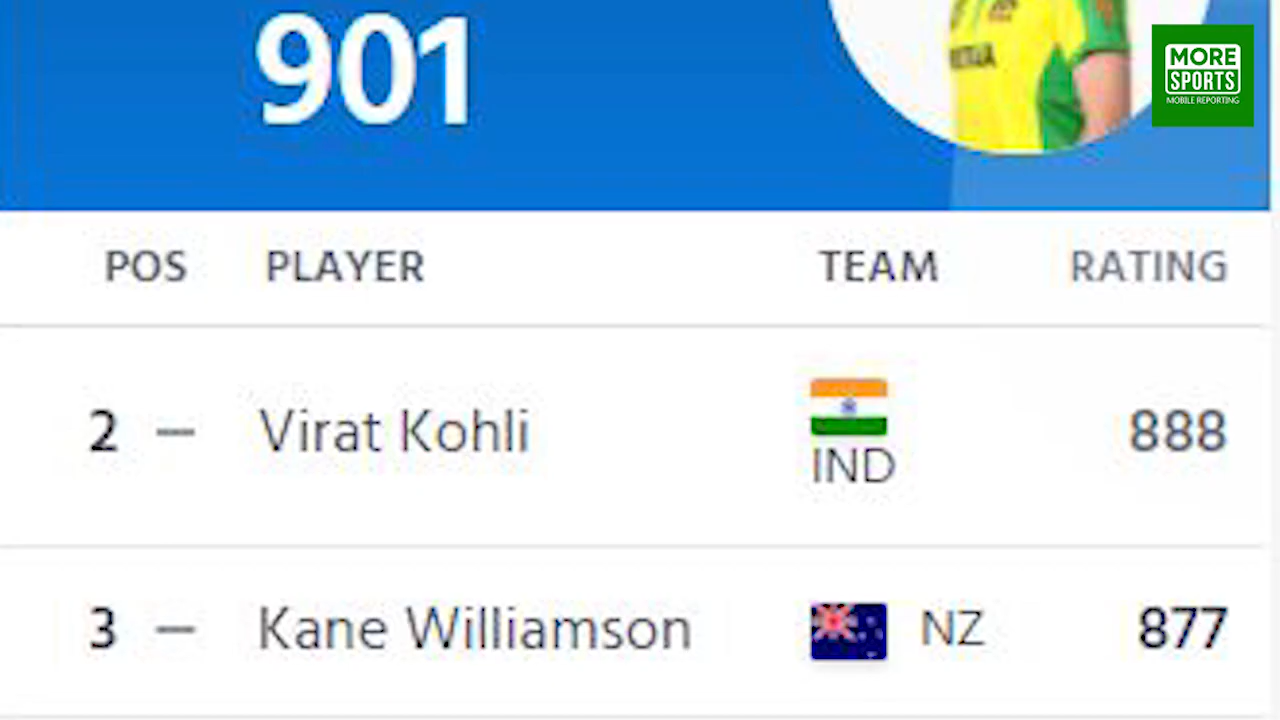 901
MORE
SPORTS
MOBILE REPORTING
POS PLAYER TEAM RATING
2 — Virat Kohli IND 888
3 — Kane Williamson NZ 877